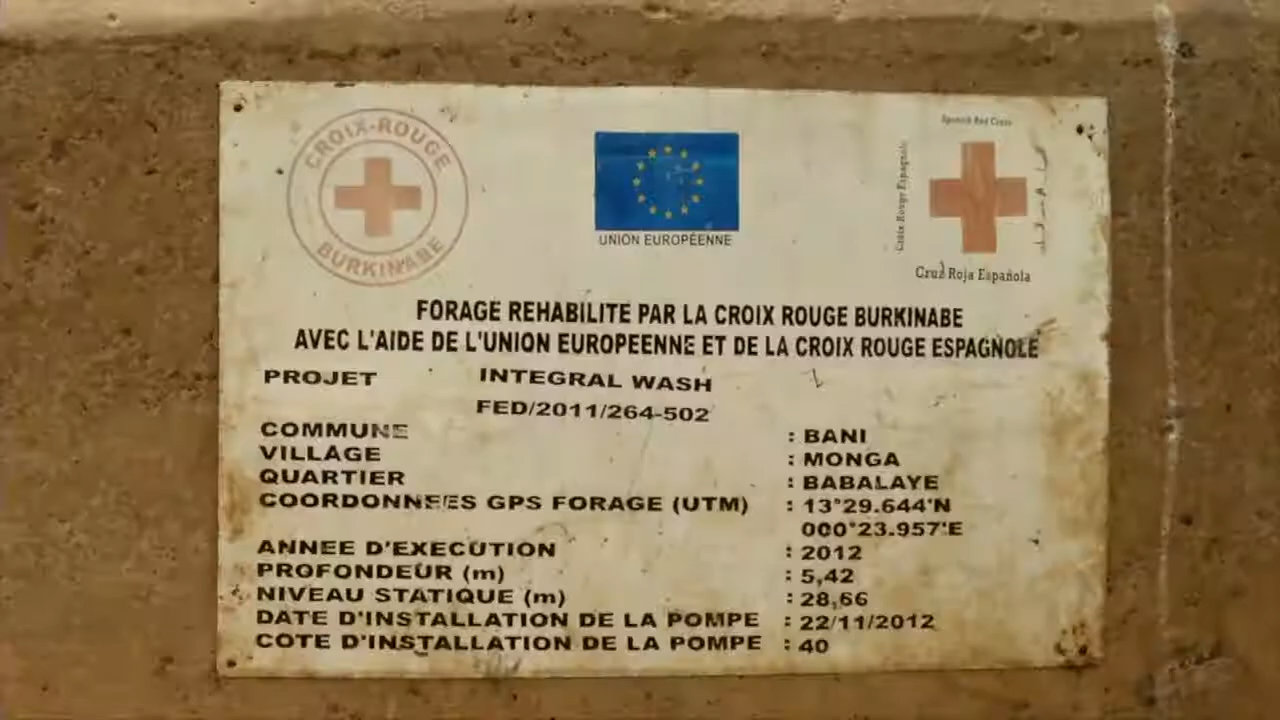 CROIX-ROUGE
BURKINABE
UNION EUROPÉENNE
Spanish Red Cross
Croix Rouge Espagnole
Cruz Roja Española
FORAGE REHABILITE PAR LA CROIX ROUGE BURKINABE
AVEC L'AIDE DE L'UNION EUROPEENNE ET DE LA CROIX ROUGE ESPAGNOLE
PROJET INTEGRAL WASH
FED/2011/264-502
COMMUNE : BANI
VILLAGE : MONGA
QUARTIER : BABALAYE
COORDONNEES GPS FORAGE (UTM) : 13°29.644'N
000°23.957'E
ANNEE D'EXECUTION : 2012
PROFONDEUR (m) : 5,42
NIVEAU STATIQUE (m) : 28,66
DATE D'INSTALLATION DE LA POMPE : 22/11/2012
COTE D'INSTALLATION DE LA POMPE : 40